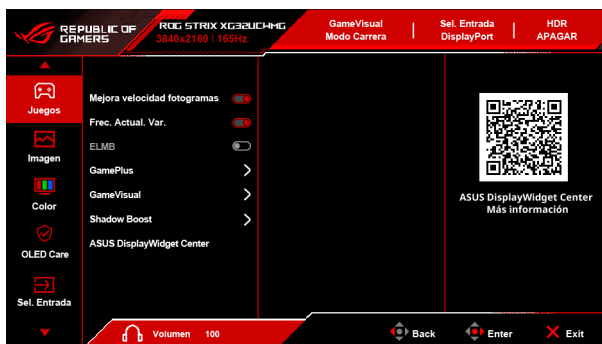 REPUBLIC OF
GAMERS
ROG STRIX XG32UCWMG
3840x2160 | 165Hz
GameVisual
Modo Carrera
Sel. Entrada
DisplayPort
HDR
APAGAR
Juegos
Imagen
Color
OLED Care
Sel. Entrada
Mejora velocidad fotogramas
Frec. Actual. Var.
ELMB
GamePlus
GameVisual
Shadow Boost
ASUS DisplayWidget Center
ASUS DisplayWidget Center
Más información
Volumen 100
Back
Enter
Exit